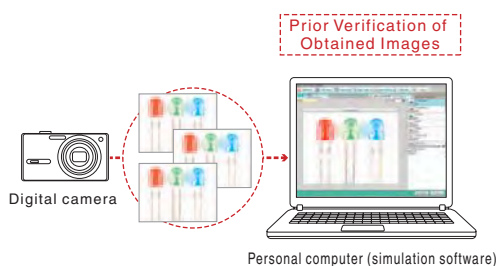 Prior Verification of
Obtained Images
Digital camera
Personal computer (simulation software)